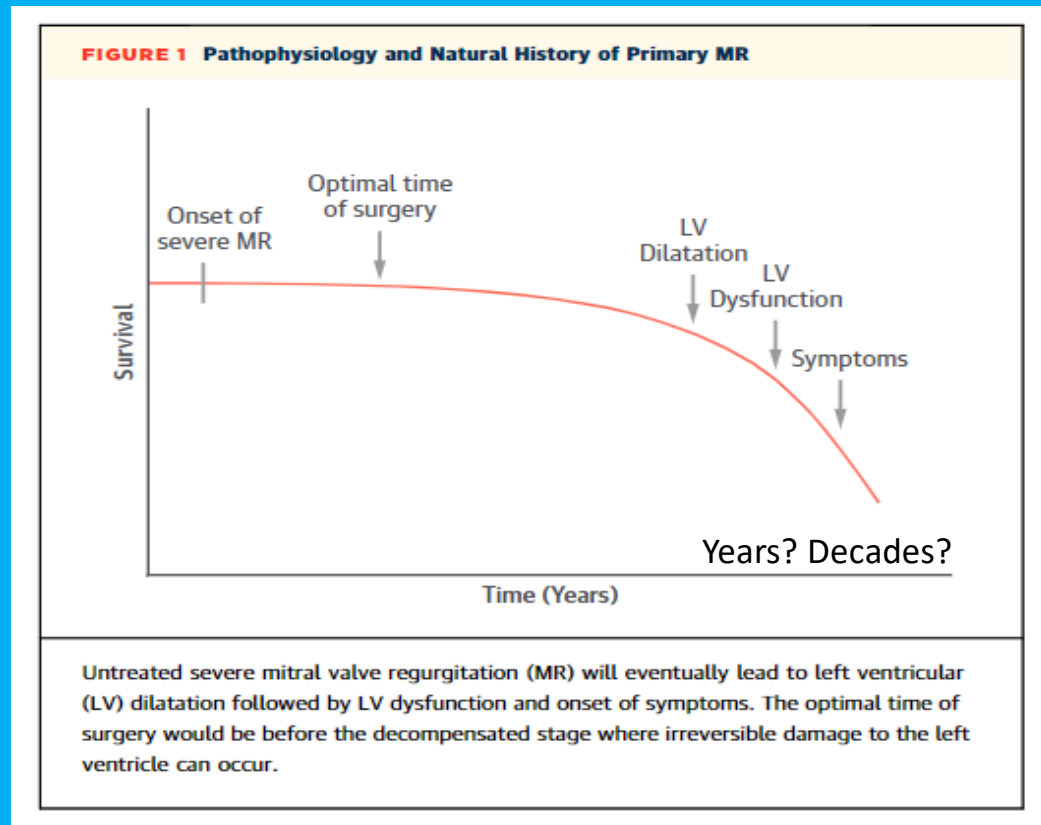 FIGURE 1 Pathophysiology and Natural History of Primary MR
Optimal time
of surgery
Onset of
severe MR
LV
Dilatation
LV
Dysfunction
Symptoms
Survival
Years? Decades?
Time (Years)
Untreated severe mitral valve regurgitation (MR) will eventually lead to left ventricular
(LV) dilatation followed by LV dysfunction and onset of symptoms. The optimal time of
surgery would be before the decompensated stage where irreversible damage to the left
ventricle can occur.